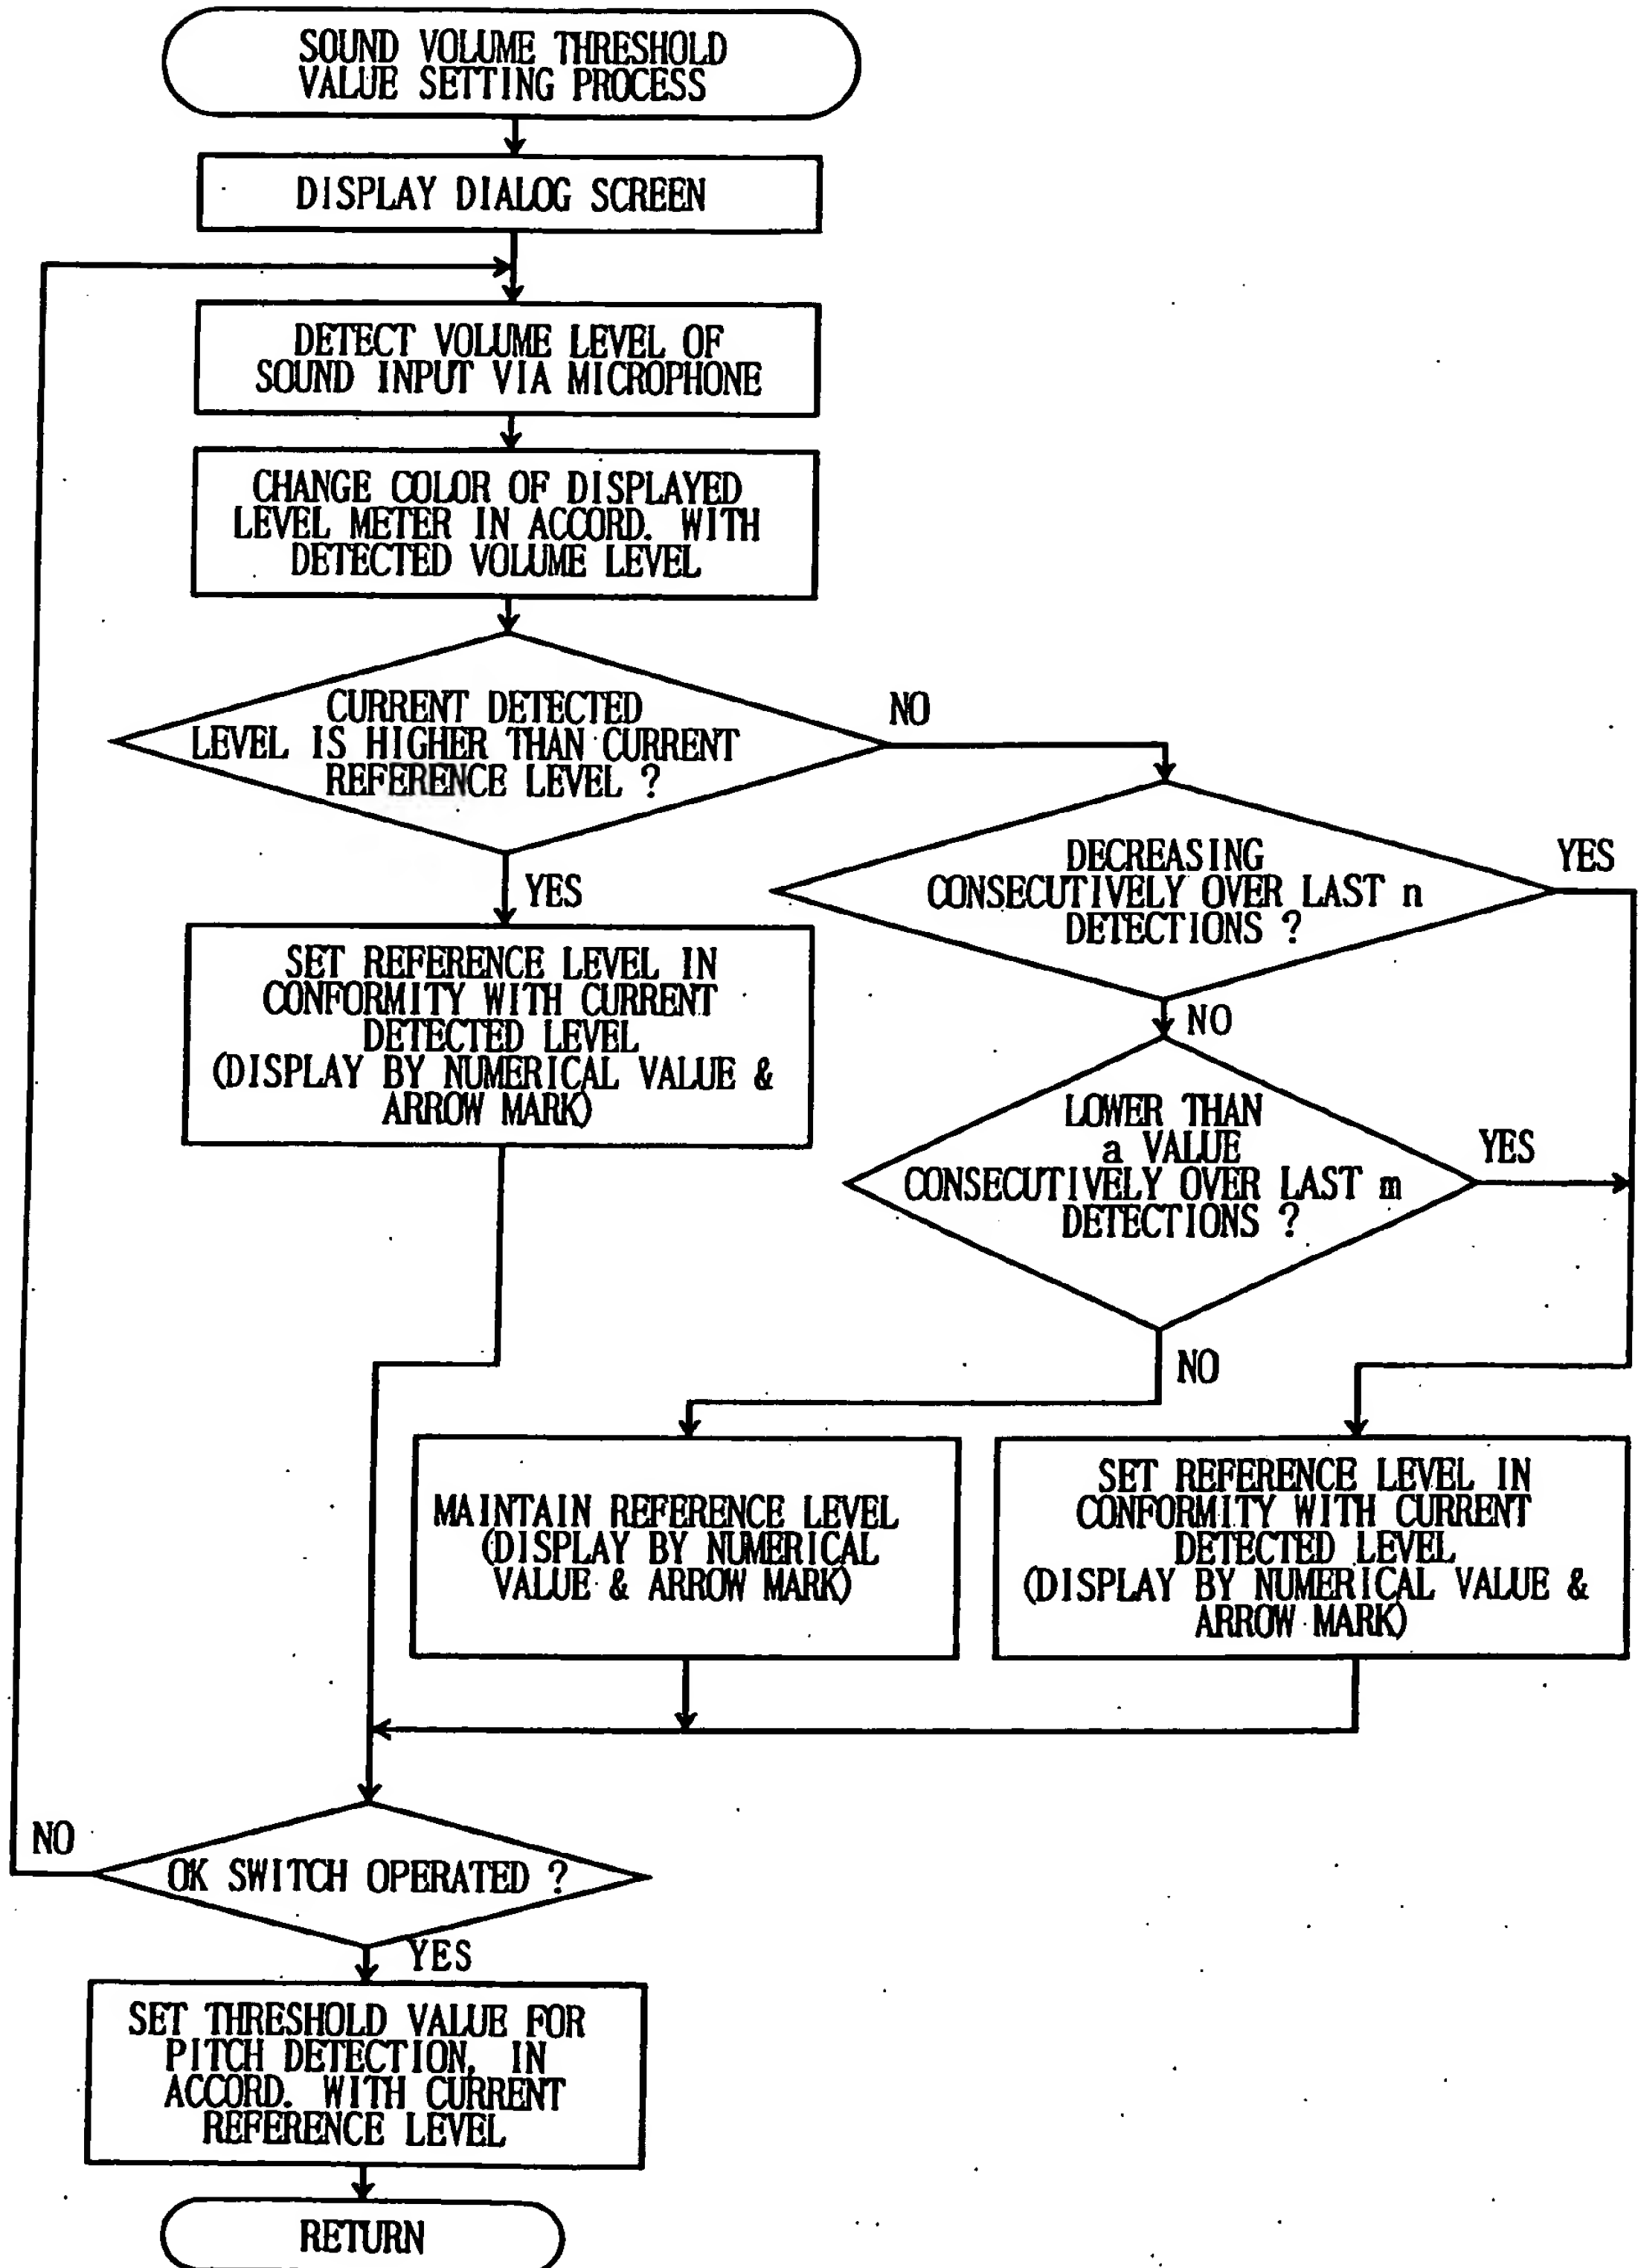 SOUND VOLUME THRESHOLD
VALUE SETTING PROCESS
DISPLAY DIALOG SCREEN
DETECT VOLUME LEVEL OF
SOUND INPUT VIA MICROPHONE
CHANGE COLOR OF DISPLAYED
LEVEL METER IN ACCORD. WITH
DETECTED VOLUME LEVEL
CURRENT DETECTED
LEVEL IS HIGHER THAN CURRENT
REFERENCE LEVEL ?
NO
YES
DECREASING
CONSECUTIVELY OVER LAST n
DETECTIONS ?
YES
NO
SET REFERENCE LEVEL IN
CONFORMITY WITH CURRENT
DETECTED LEVEL
(DISPLAY BY NUMERICAL VALUE &
ARROW MARK)
LOWER THAN
a VALUE
CONSECUTIVELY OVER LAST m
DETECTIONS ?
YES
NO
MAINTAIN REFERENCE LEVEL
(DISPLAY BY NUMERICAL
VALUE & ARROW MARK)
SET REFERENCE LEVEL IN
CONFORMITY WITH CURRENT
DETECTED LEVEL
(DISPLAY BY NUMERICAL VALUE &
ARROW MARK)
NO
OK SWITCH OPERATED ?
YES
SET THRESHOLD VALUE FOR
PITCH DETECTION, IN
ACCORD. WITH CURRENT
REFERENCE LEVEL
RETURN